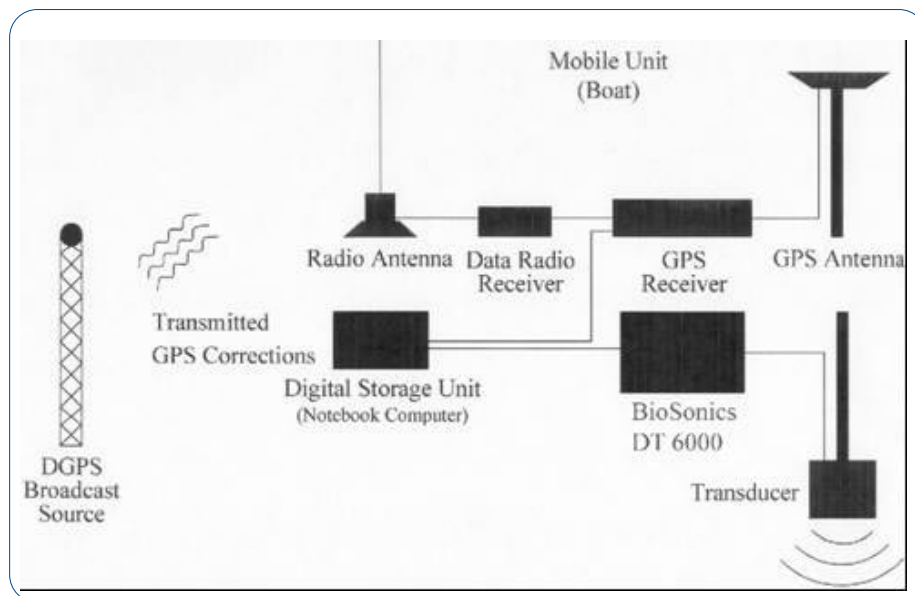 Mobile Unit
(Boat)
Radio Antenna
Data Radio
Receiver
GPS
Receiver
GPS Antenna
Transmitted
GPS Corrections
Digital Storage Unit
(Notebook Computer)
BioSonics
DT 6000
Transducer
DGPS
Broadcast
Source